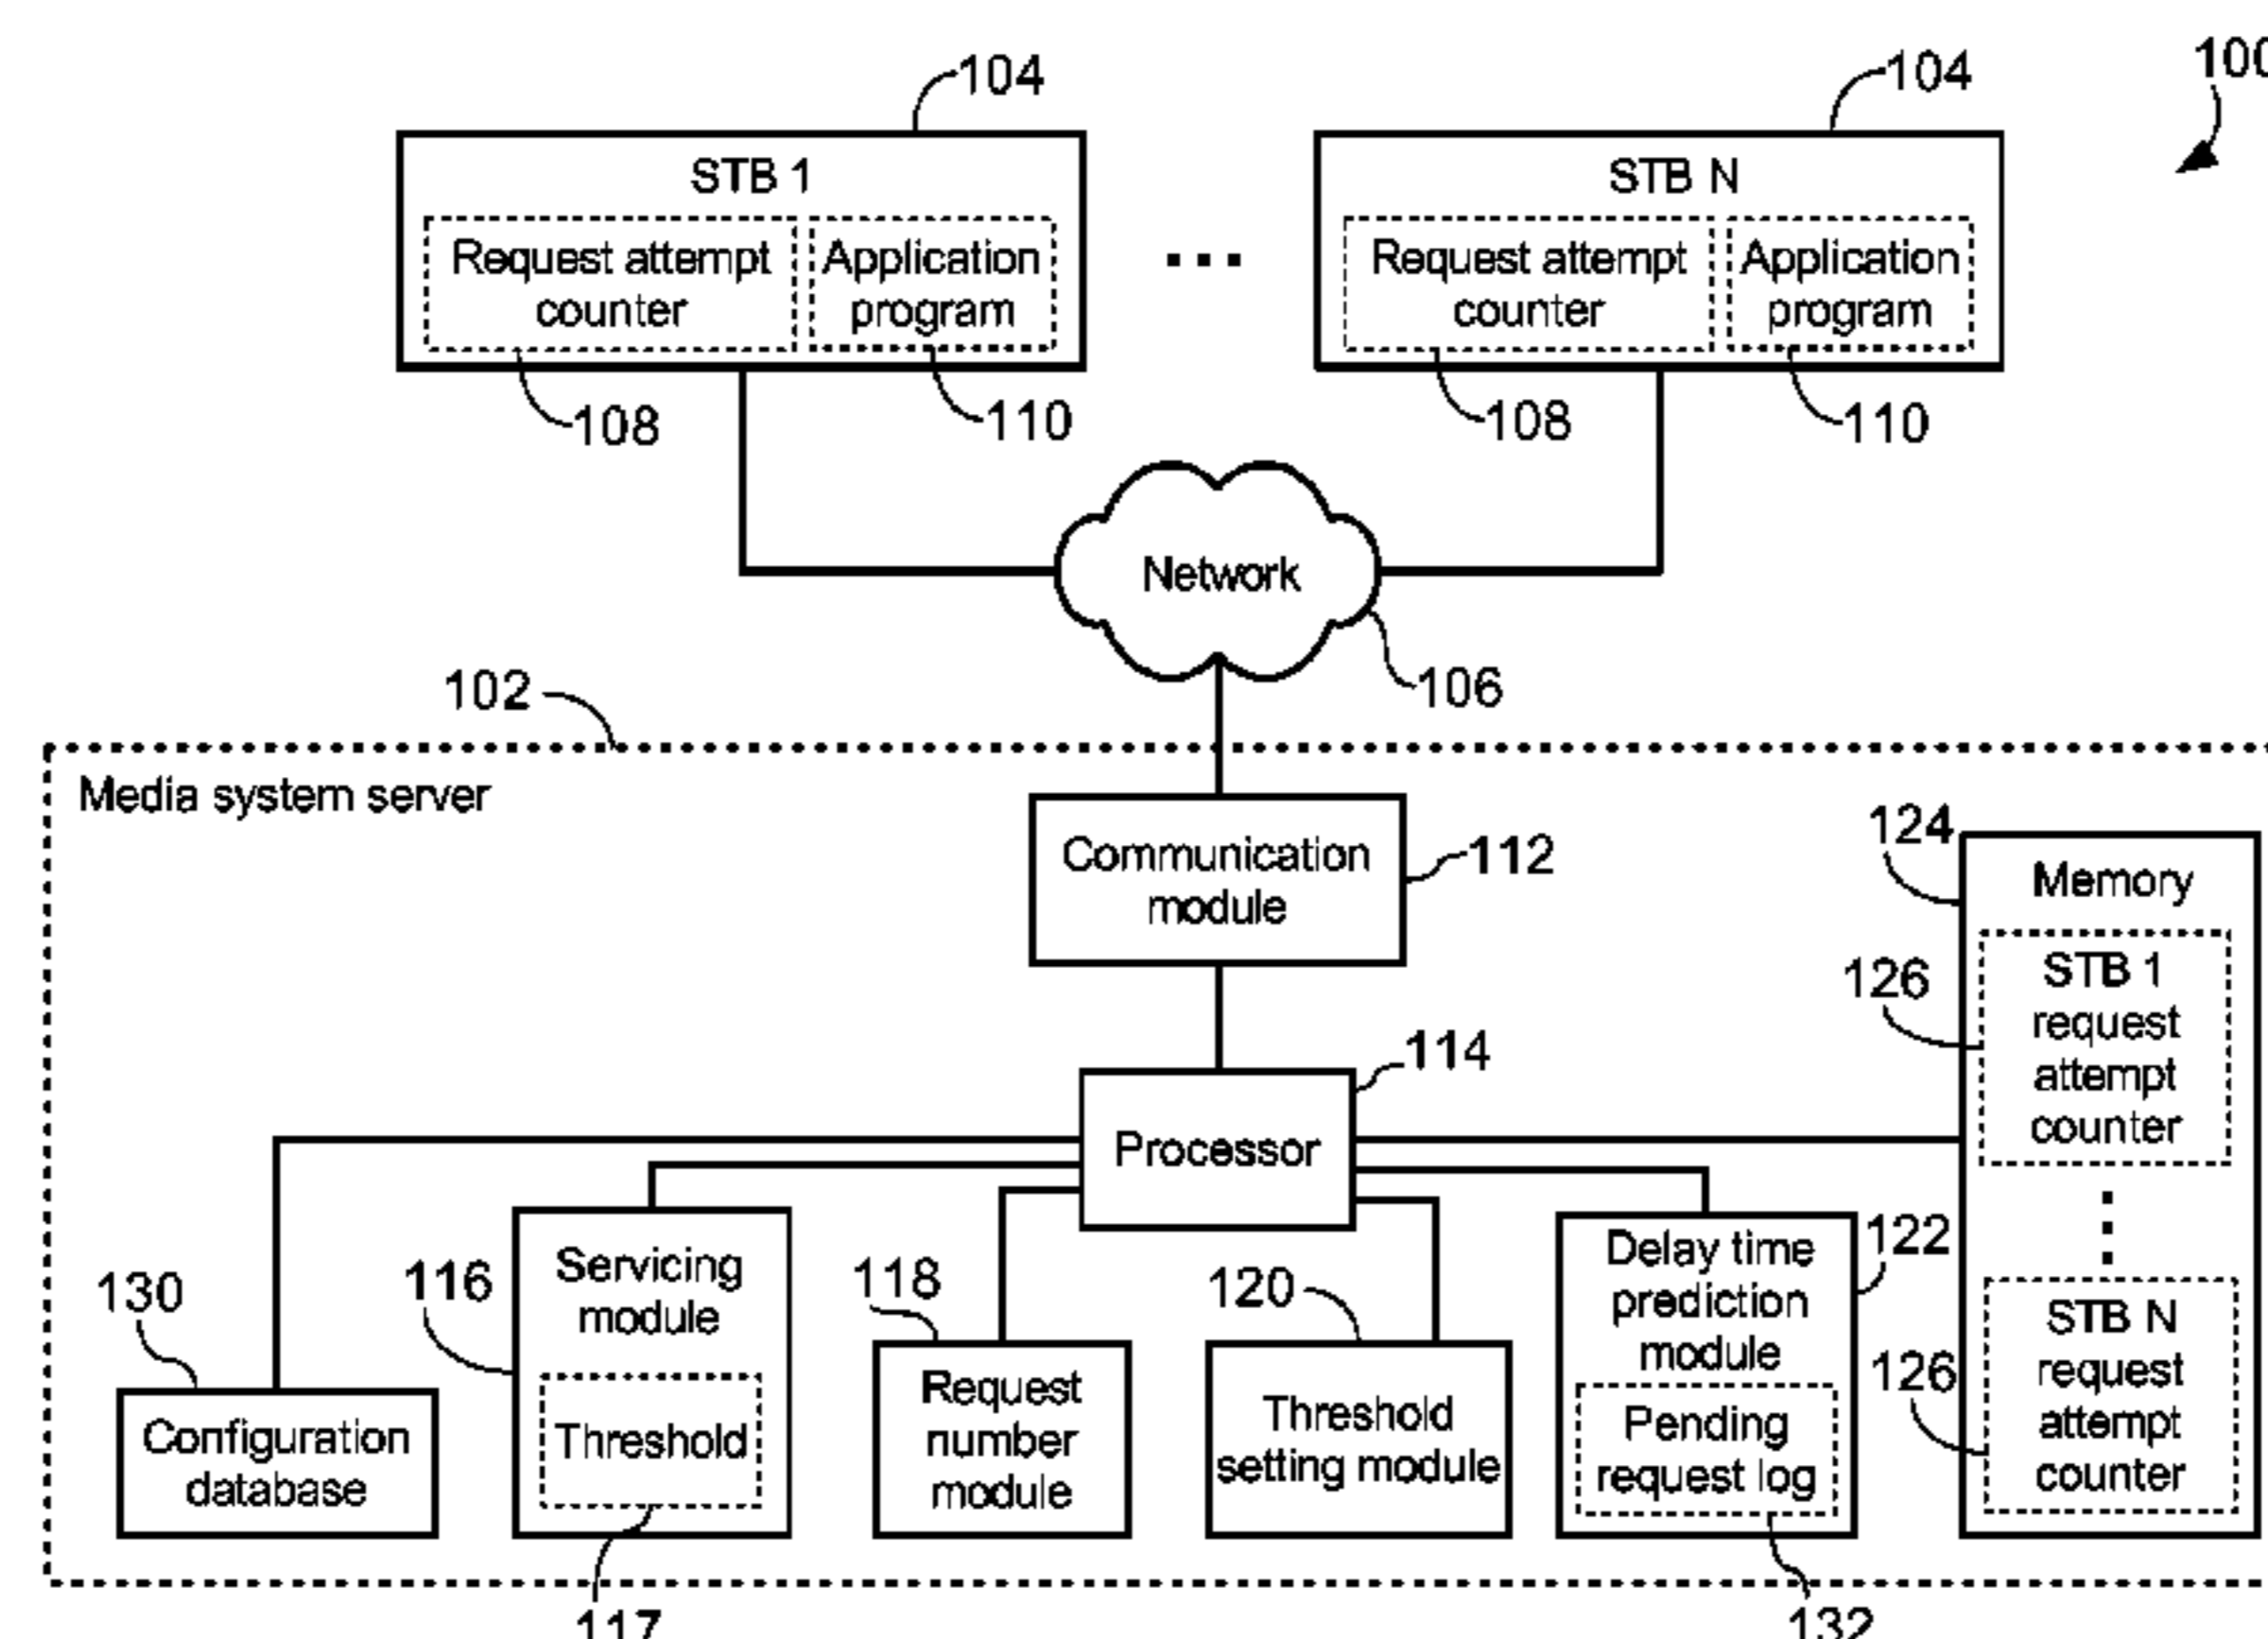 104
104
100
STB 1
Request attempt
counter
Application
program
...
STB N
Request attempt
counter
Application
program
108
110
108
110
Network
106
102
Media system server
Communication
module
112
124
Memory
126
STB 1
request
attempt
counter
114
Processor
130
Configuration
database
116
Servicing
module
Threshold
117
118
Request
number
module
120
Threshold
setting module
122
Delay time
prediction
module
Pending
request log
132
126
STB N
request
attempt
counter